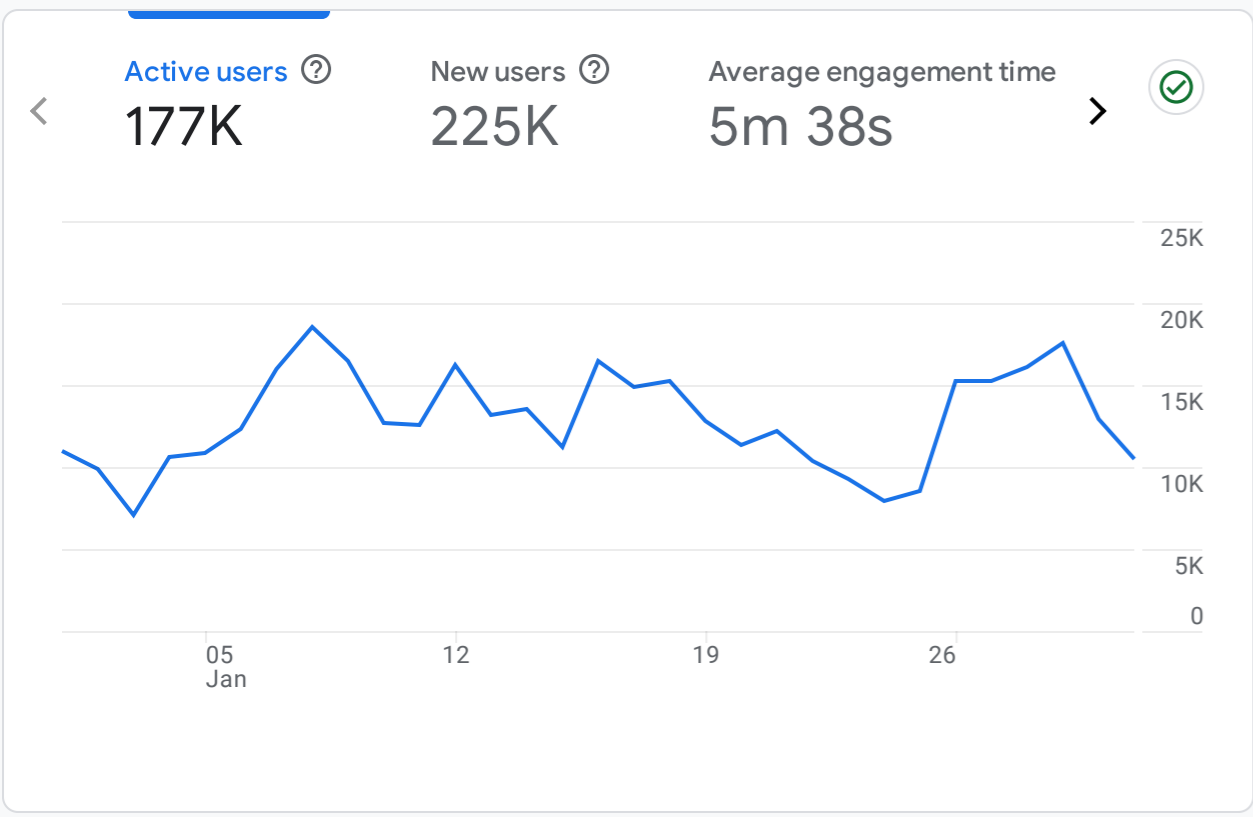 Active users
177K
New users
225K
Average engagement time
5m 38s
25K
20K
15K
10K
5K
0
05
Jan
12
19
26